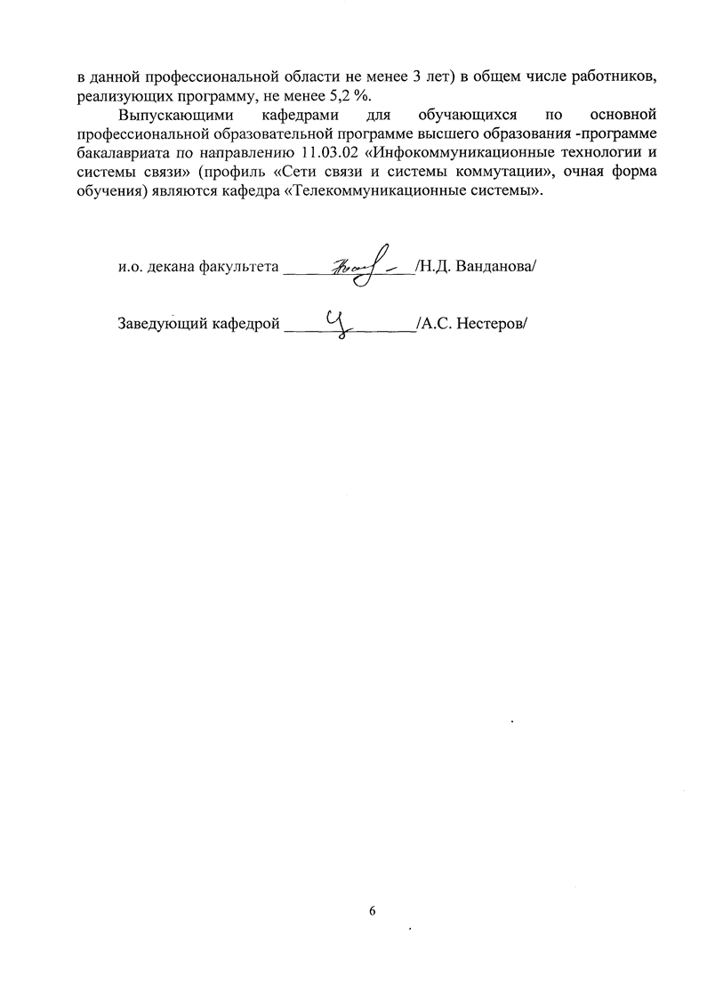 в данной профессиональной области не менее 3 лет) в общем числе работников,
реализующих программу, не менее 5,2 %.
Выпускающими кафедрами для обучающихся по основной
профессиональной образовательной программе высшего образования -программе
бакалавриата по направлению 11.03.02 «Инфокоммуникационные технологии и
системы связи» (профиль «Сети связи и системы коммутации», очная форма
обучения) являются кафедра «Телекоммуникационные системы».
и.о. декана факультета /Н.Д. Ванданова/
Заведующий кафедрой /А.С. Нестеров/
6